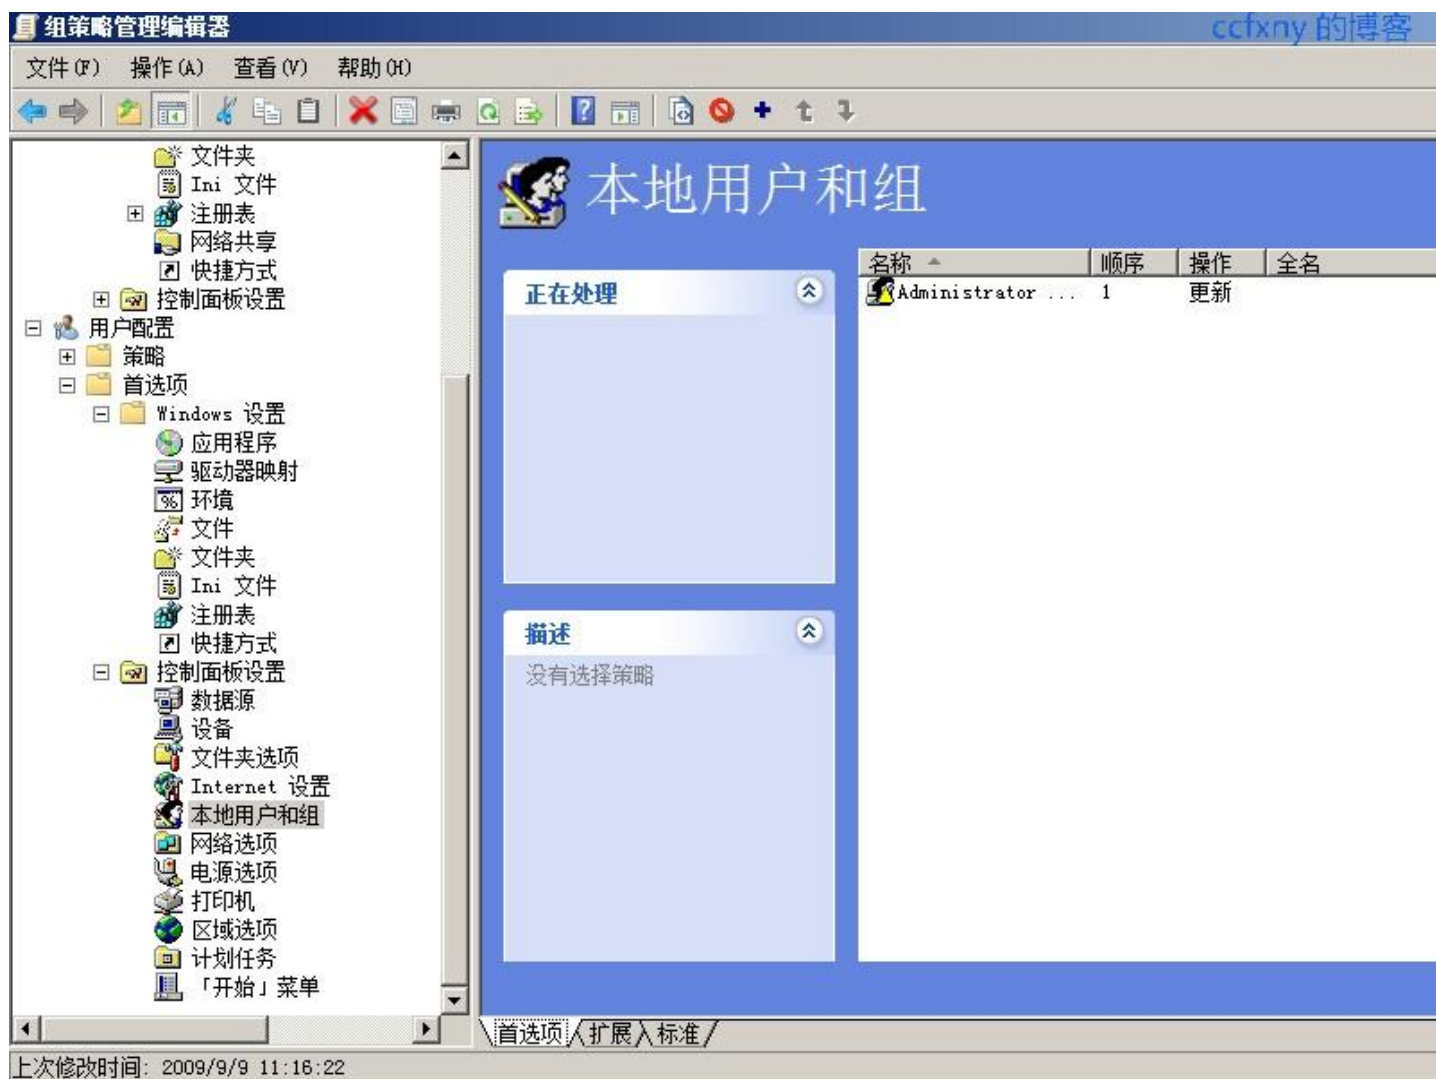 组策略管理编辑器
ccfxny 的博客
文件(F) 操作(A) 查看(V) 帮助(H)
文件夹
Ini 文件
注册表
网络共享
快捷方式
控制面板设置
用户配置
策略
首选项
Windows 设置
应用程序
驱动器映射
环境
文件
文件夹
Ini 文件
注册表
快捷方式
控制面板设置
数据源
设备
文件夹选项
Internet 设置
本地用户和组
网络选项
电源选项
打印机
区域选项
计划任务
「开始」菜单
本地用户和组
正在处理
描述
没有选择策略
名称 顺序 操作 全名
Administrator ... 1 更新
首选项 扩展 标准
上次修改时间: 2009/9/9 11:16:22